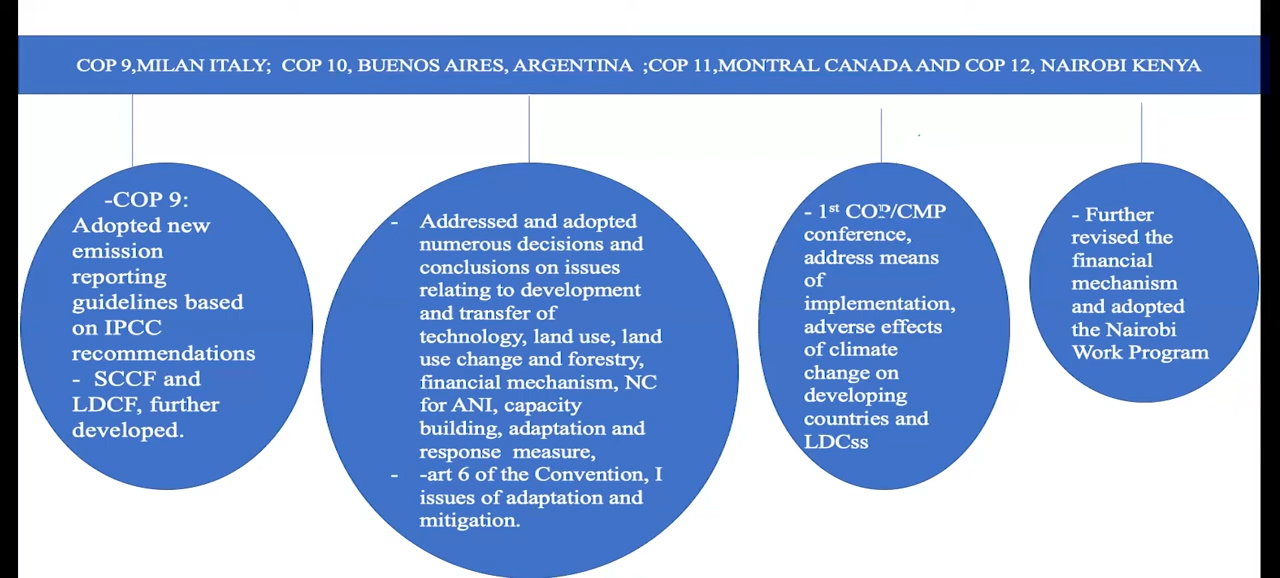 COP 9,MILAN ITALY; COP 10, BUENOS AIRES, ARGENTINA ;COP 11,MONTRAL CANADA AND COP 12, NAIROBI KENYA
-COP 9:
Adopted new
emission
reporting
guidelines based
on IPCC
recommendations
- SCCF and
LDCF, further
developed.
- Addressed and adopted
numerous decisions and
conclusions on issues
relating to development
and transfer of
technology, land use, land
use change and forestry,
financial mechanism, NC
for ANI, capacity
building, adaptation and
response measure,
- -art 6 of the Convention, I
issues of adaptation and
mitigation.
- 1st COP/CMP
conference,
address means
of
implementation,
adverse effects
of climate
change on
developing
countries and
LDCss
- Further
revised the
financial
mechanism
and adopted
the Nairobi
Work Program